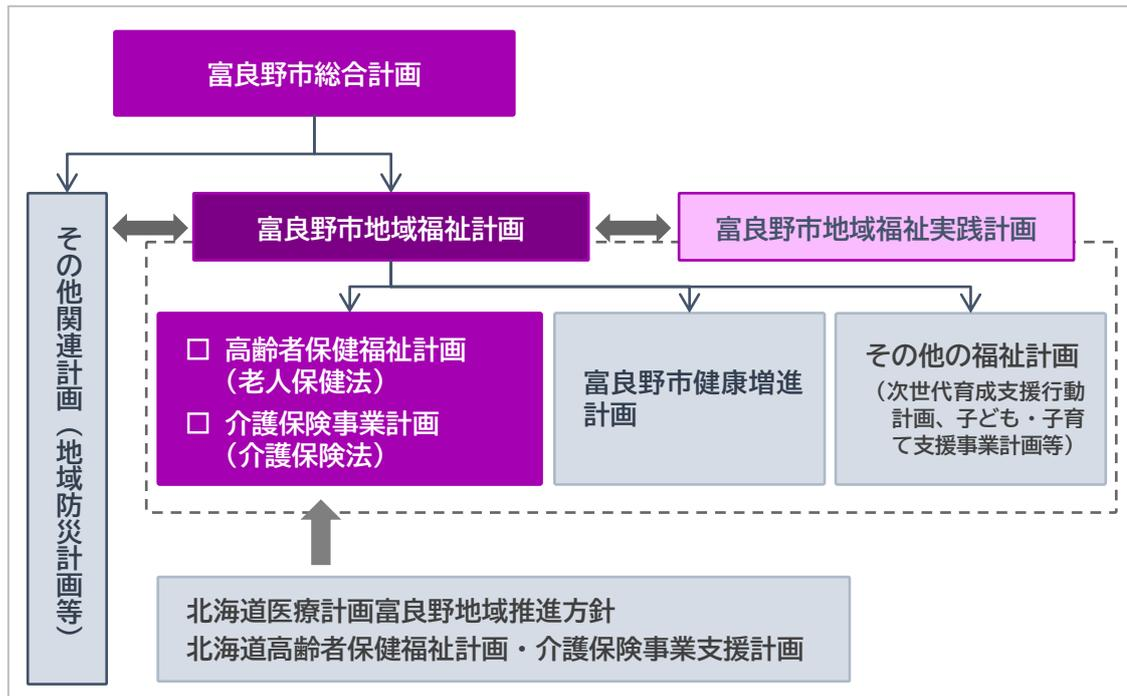 富良野市総合計画
その他関連計画（地域防災計画等）
富良野市地域福祉計画
富良野市地域福祉実践計画
□ 高齢者保健福祉計画
（老人保健法）
□ 介護保険事業計画
（介護保険法）
富良野市健康増進
計画
その他の福祉計画
（次世代育成支援行動
計画、子ども・子育
て支援事業計画等）
北海道医療計画富良野地域推進方針
北海道高齢者保健福祉計画・介護保険事業支援計画